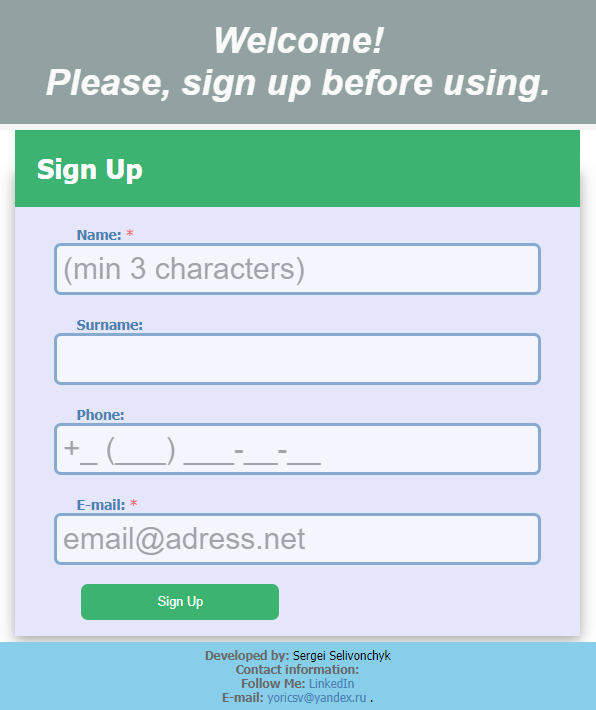 Welcome!
Please, sign up before using.
Sign Up
Name: *
(min 3 characters)
Surname:
Phone:
+_ (___) ___-__-__
E-mail: *
email@adress.net
Sign Up
Developed by: Sergei Selivonchyk
Contact information:
Follow Me: LinkedIn
E-mail: yoricsv@yandex.ru .